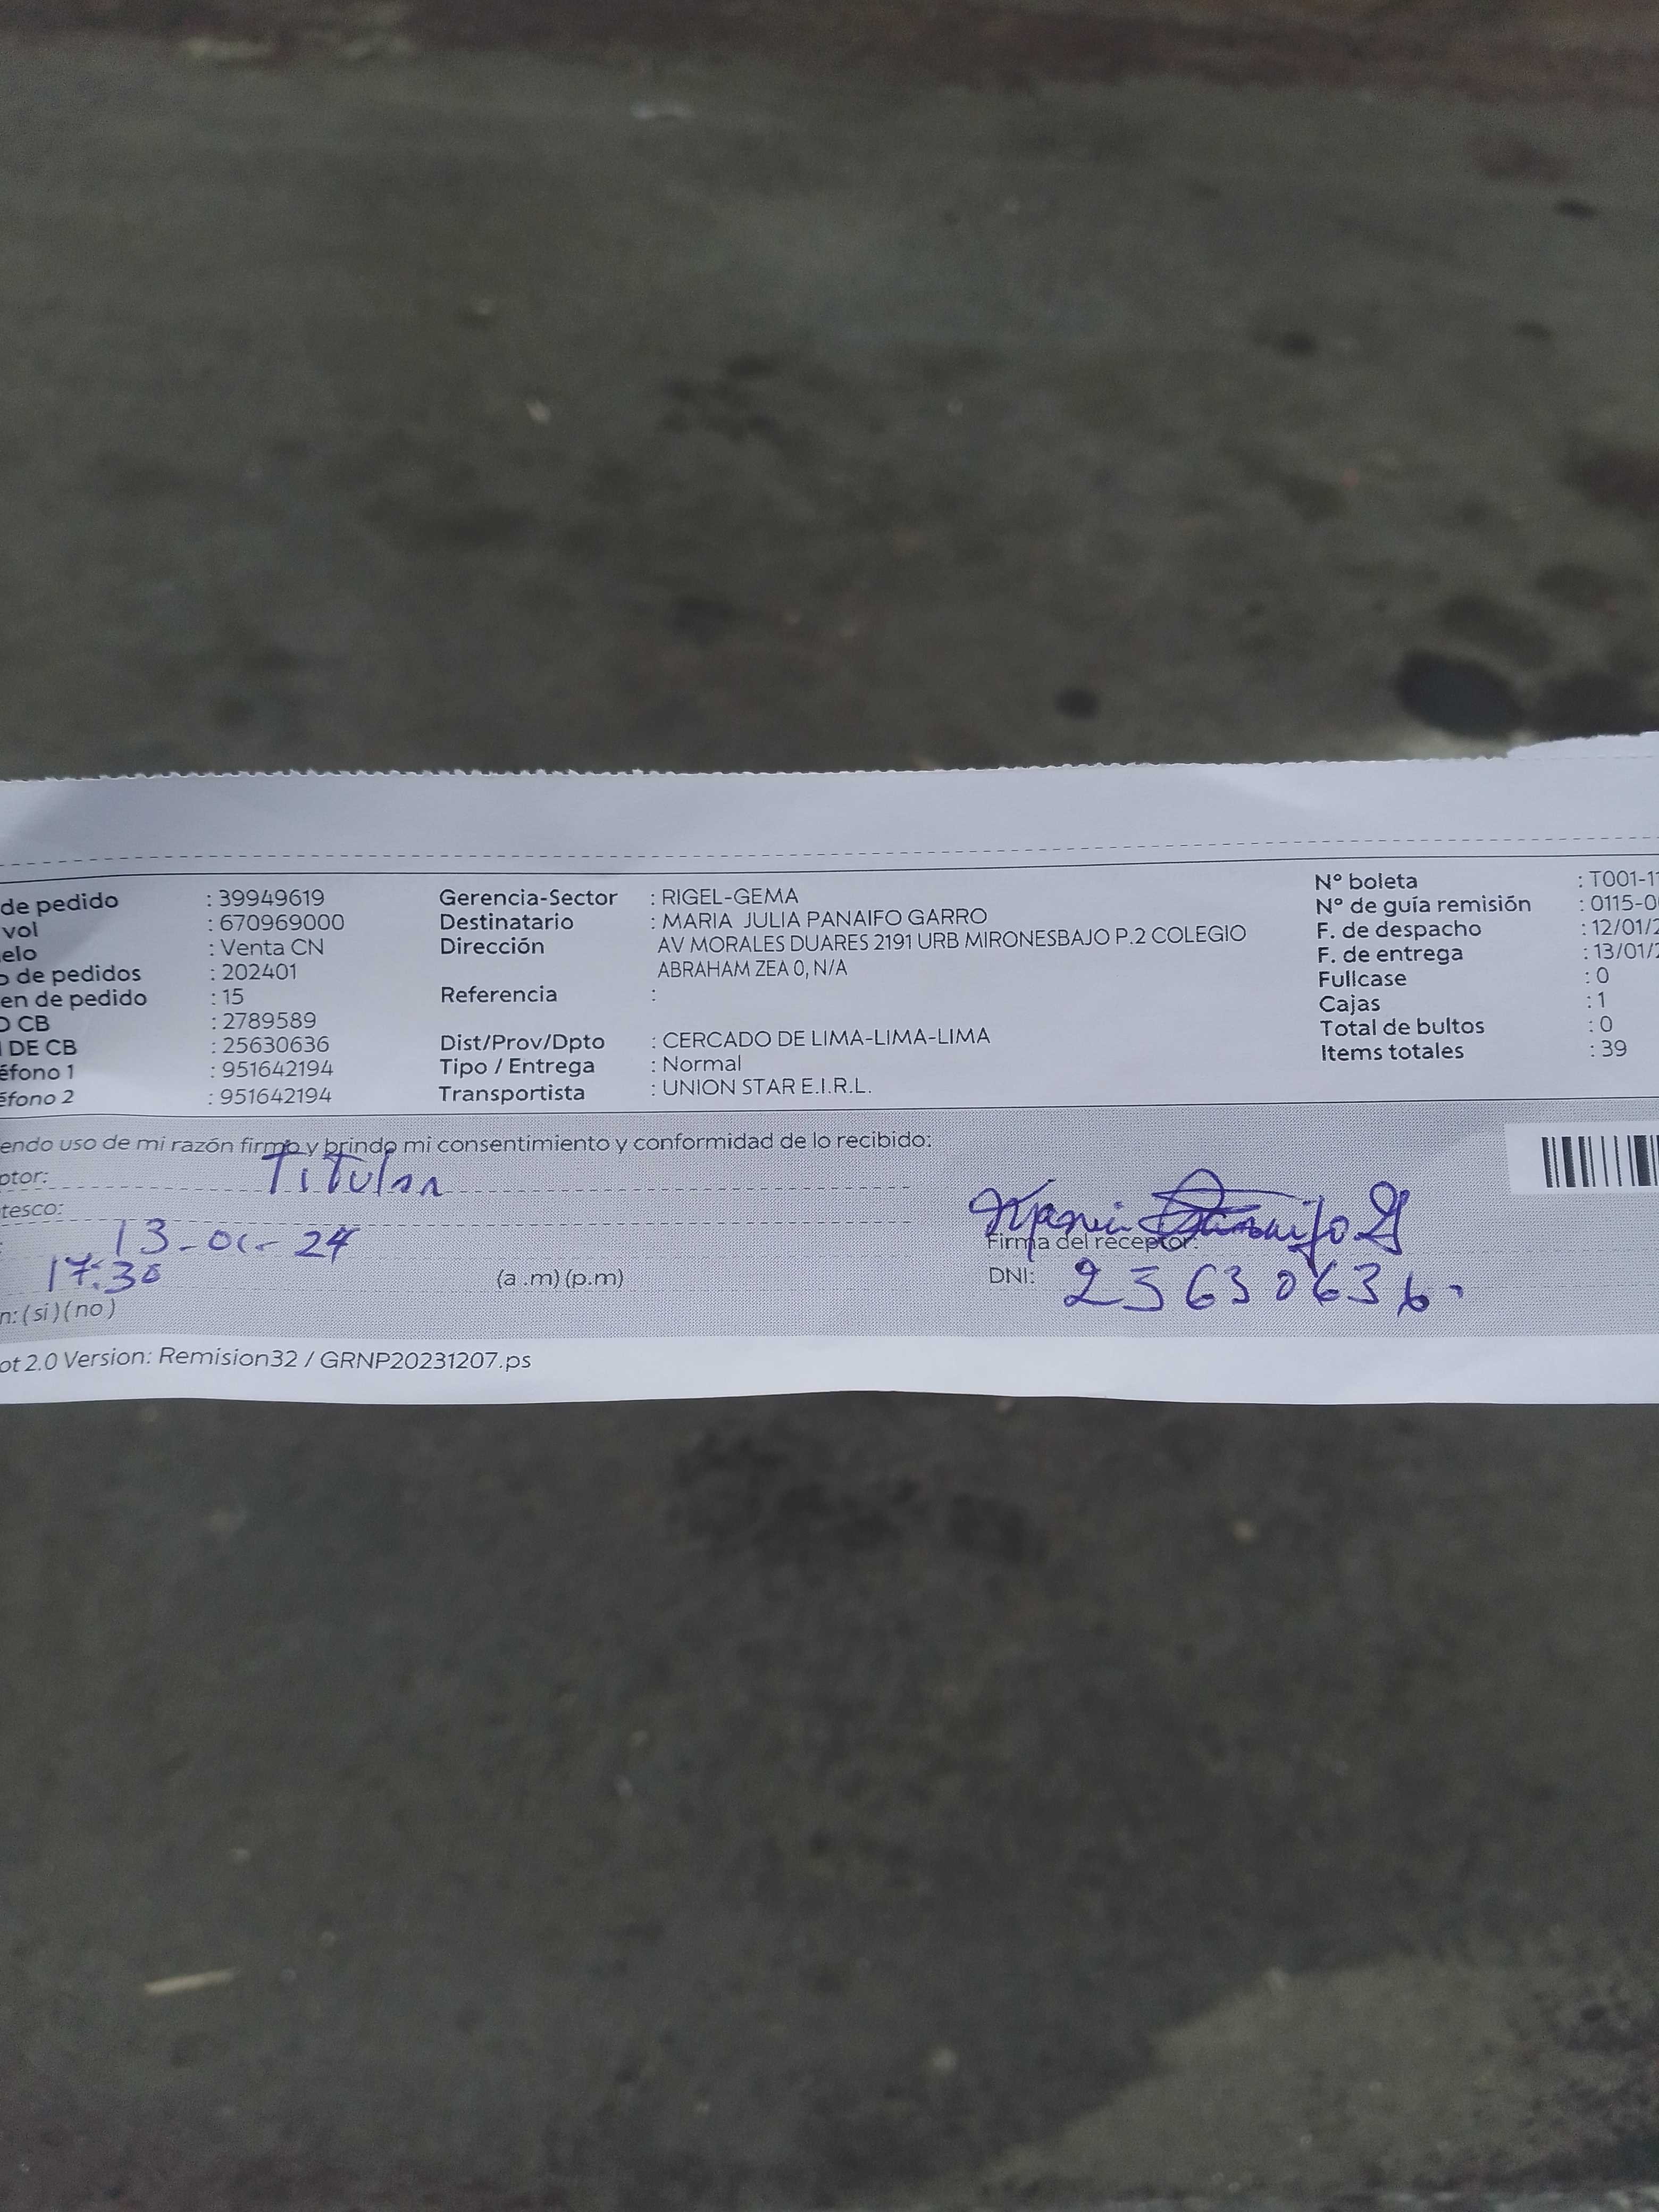 de pedido : 39949619 Gerencia-Sector : RIGEL-GEMA Nº boleta : T001-11
vol : 670969000 Destinatario : MARIA JULIA PANAIFO GARRO Nº de guía remisión : 0115-0
elo : Venta CN Dirección AV MORALES DUARES 2191 URB MIRONESBAJO P.2 COLEGIO F. de despacho : 12/01/2
o de pedidos : 202401 ABRAHAM ZEA 0, N/A F. de entrega : 13/01/2
en de pedido : 15 Referencia : Fullcase : 0
O CB : 2789589 Cajas : 1
I DE CB : 25630636 Dist/Prov/Dpto : CERCADO DE LIMA-LIMA-LIMA Total de bultos : 0
éfono 1 : 951642194 Tipo / Entrega : Normal Items totales : 39
éfono 2 : 951642194 Transportista : UNION STAR E.I.R.L.
endo uso de mi razón firmo y brindo mi consentimiento y conformidad de lo recibido:
ptor: Titular
tesco:
: 13-01-24 Firma del receptor:
17:30 (a .m) (p.m) DNI: 25630636.
n: (si) (no)
ot 2.0 Version: Remision32 / GRNP20231207.ps